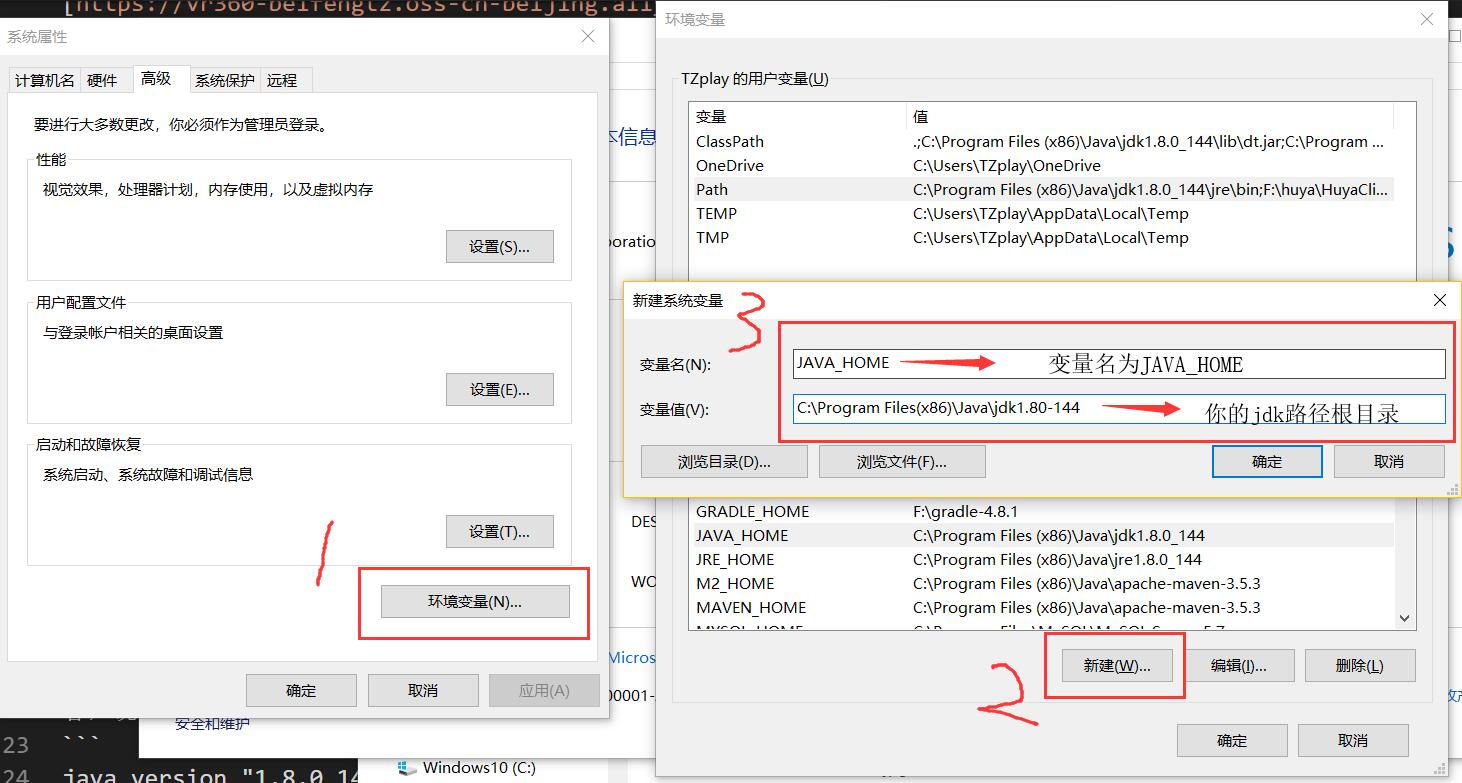 [https://vr360-beifengtz.oss-cn-beijing.aliy
系统属性
计算机名 硬件 高级 系统保护 远程
要进行大多数更改，你必须作为管理员登录。
性能
视觉效果，处理器计划，内存使用，以及虚拟内存
设置(S)...
用户配置文件
与登录帐户相关的桌面设置
设置(E)...
启动和故障恢复
系统启动、系统故障和调试信息
设置(T)...
1
环境变量(N)...
确定 取消 应用(A)
安全和维护
23 ```
24 java version "1.8.0_14
Windows10 (C:)
本信息
poratio
DES
WO
Micros
00001-
环境变量
TZplay 的用户变量(U)
变量 值
ClassPath .;C:\Program Files (x86)\Java\jdk1.8.0_144\lib\dt.jar;C:\Program ...
OneDrive C:\Users\TZplay\OneDrive
Path C:\Program Files (x86)\Java\jdk1.8.0_144\jre\bin;F:\huya\HuyaCli...
TEMP C:\Users\TZplay\AppData\Local\Temp
TMP C:\Users\TZplay\AppData\Local\Temp
新建系统变量 3
变量名(N): JAVA_HOME 变量名为JAVA_HOME
变量值(V): C:\Program Files(x86)\Java\jdk1.80-144 你的jdk路径根目录
浏览目录(D)... 浏览文件(F)... 确定 取消
GRADLE_HOME F:\gradle-4.8.1
JAVA_HOME C:\Program Files (x86)\Java\jdk1.8.0_144
JRE_HOME C:\Program Files (x86)\Java\jre1.8.0_144
M2_HOME C:\Program Files (x86)\Java\apache-maven-3.5.3
MAVEN_HOME C:\Program Files (x86)\Java\apache-maven-3.5.3
新建(W)... 编辑(I)... 删除(L)
2
确定 取消